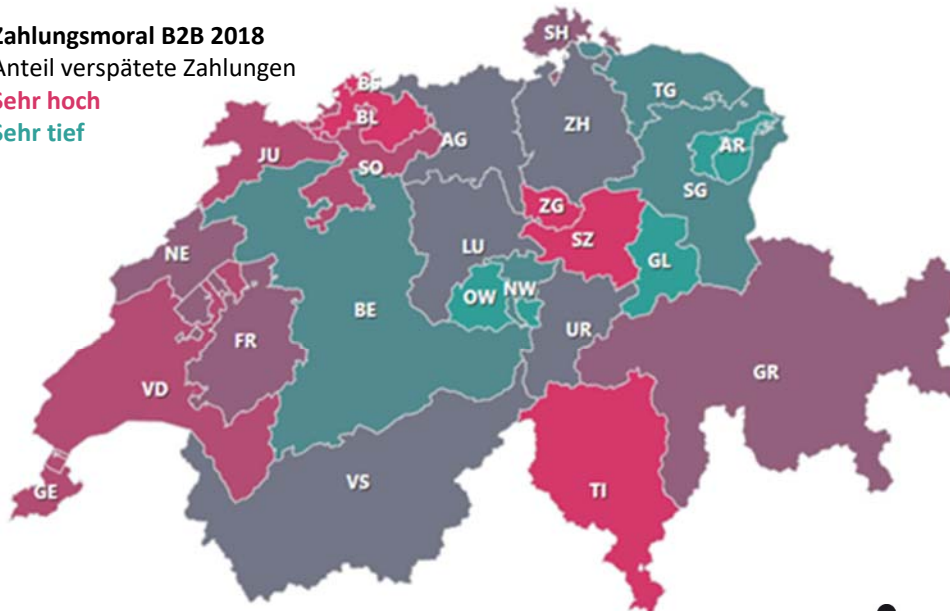 Zahlungsmoral B2B 2018
Anteil verspätete Zahlungen
Sehr hoch
Sehr tief
SH
BS
BL
TG
JU
SO
AG
ZH
AR
SG
ZG
SZ
NE
LU
GL
OW
NW
BE
UR
FR
VD
GR
VS
TI
GE